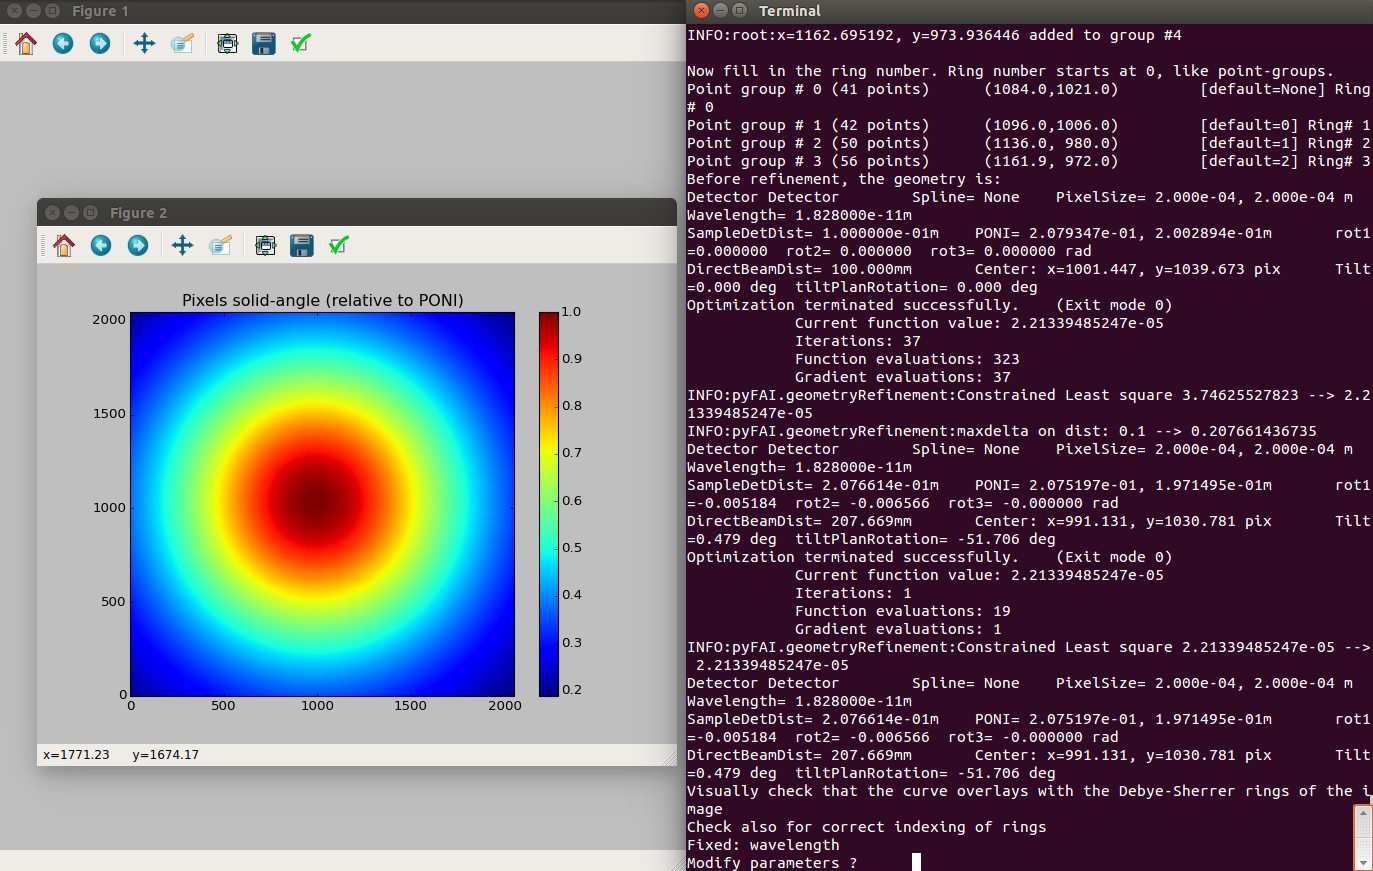 Figure 1
Figure 2
Pixels solid-angle (relative to PONI)
2000
1500
1000
500
0
0
500
1000
1500
2000
1.0
0.9
0.8
0.7
0.6
0.5
0.4
0.3
0.2
x=1771.23 y=1674.17
Terminal
INFO:root:x=1162.695192, y=973.936446 added to group #4
Now fill in the ring number. Ring number starts at 0, like point-groups.
Point group # 0 (41 points) (1084.0,1021.0) [default=None] Ring
# 0
Point group # 1 (42 points) (1096.0,1006.0) [default=0] Ring# 1
Point group # 2 (50 points) (1136.0, 980.0) [default=1] Ring# 2
Point group # 3 (56 points) (1161.9, 972.0) [default=2] Ring# 3
Before refinement, the geometry is:
Detector Detector Spline= None PixelSize= 2.000e-04, 2.000e-04 m
Wavelength= 1.828000e-11m
SampleDetDist= 1.000000e-01m PONI= 2.079347e-01, 2.002894e-01m rot1
=0.000000 rot2= 0.000000 rot3= 0.000000 rad
DirectBeamDist= 100.000mm Center: x=1001.447, y=1039.673 pix Tilt
=0.000 deg tiltPlanRotation= 0.000 deg
Optimization terminated successfully. (Exit mode 0)
Current function value: 2.21339485247e-05
Iterations: 37
Function evaluations: 323
Gradient evaluations: 37
INFO:pyFAI.geometryRefinement:Constrained Least square 3.74625527823 --> 2.2
1339485247e-05
INFO:pyFAI.geometryRefinement:maxdelta on dist: 0.1 --> 0.207661436735
Detector Detector Spline= None PixelSize= 2.000e-04, 2.000e-04 m
Wavelength= 1.828000e-11m
SampleDetDist= 2.076614e-01m PONI= 2.075197e-01, 1.971495e-01m rot1
=-0.005184 rot2= -0.006566 rot3= -0.000000 rad
DirectBeamDist= 207.669mm Center: x=991.131, y=1030.781 pix Tilt
=0.479 deg tiltPlanRotation= -51.706 deg
Optimization terminated successfully. (Exit mode 0)
Current function value: 2.21339485247e-05
Iterations: 1
Function evaluations: 19
Gradient evaluations: 1
INFO:pyFAI.geometryRefinement:Constrained Least square 2.21339485247e-05 -->
2.21339485247e-05
Detector Detector Spline= None PixelSize= 2.000e-04, 2.000e-04 m
Wavelength= 1.828000e-11m
SampleDetDist= 2.076614e-01m PONI= 2.075197e-01, 1.971495e-01m rot1
=-0.005184 rot2= -0.006566 rot3= -0.000000 rad
DirectBeamDist= 207.669mm Center: x=991.131, y=1030.781 pix Tilt
=0.479 deg tiltPlanRotation= -51.706 deg
Visually check that the curve overlays with the Debye-Sherrer rings of the i
mage
Check also for correct indexing of rings
Fixed: wavelength
Modify parameters ?